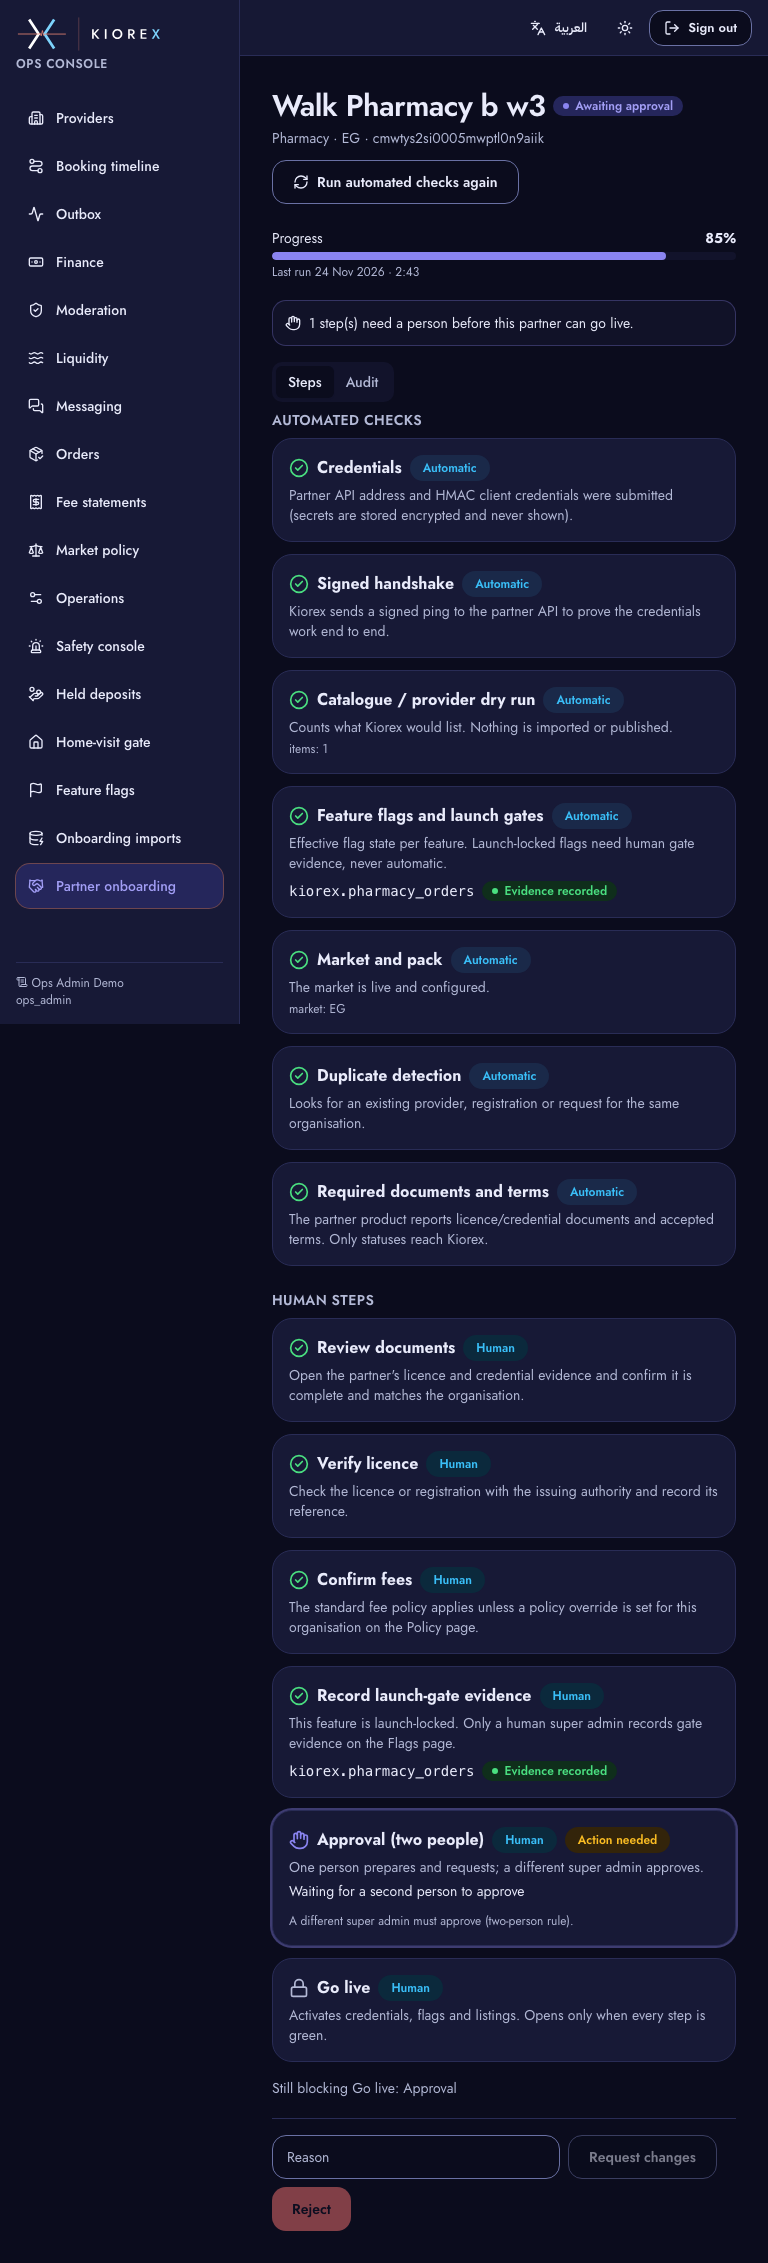 KIOREX
OPS CONSOLE
Providers
Booking timeline
Outbox
Finance
Moderation
Liquidity
Messaging
Orders
Fee statements
Market policy
Operations
Safety console
Held deposits
Home-visit gate
Feature flags
Onboarding imports
Partner onboarding
Ops Admin Demo
ops_admin
العربية
Sign out
Walk Pharmacy b w3 Awaiting approval
Pharmacy · EG · cmwtys2si0005mwptl0n9aiik
Run automated checks again
Progress 85%
Last run 24 Nov 2026 · 2:43
1 step(s) need a person before this partner can go live.
Steps Audit
AUTOMATED CHECKS
Credentials Automatic
Partner API address and HMAC client credentials were submitted
(secrets are stored encrypted and never shown).
Signed handshake Automatic
Kiorex sends a signed ping to the partner API to prove the credentials
work end to end.
Catalogue / provider dry run Automatic
Counts what Kiorex would list. Nothing is imported or published.
items: 1
Feature flags and launch gates Automatic
Effective flag state per feature. Launch-locked flags need human gate
evidence, never automatic.
kiorex.pharmacy_orders Evidence recorded
Market and pack Automatic
The market is live and configured.
market: EG
Duplicate detection Automatic
Looks for an existing provider, registration or request for the same
organisation.
Required documents and terms Automatic
The partner product reports licence/credential documents and accepted
terms. Only statuses reach Kiorex.
HUMAN STEPS
Review documents Human
Open the partner's licence and credential evidence and confirm it is
complete and matches the organisation.
Verify licence Human
Check the licence or registration with the issuing authority and record its
reference.
Confirm fees Human
The standard fee policy applies unless a policy override is set for this
organisation on the Policy page.
Record launch-gate evidence Human
This feature is launch-locked. Only a human super admin records gate
evidence on the Flags page.
kiorex.pharmacy_orders Evidence recorded
Approval (two people) Human Action needed
One person prepares and requests; a different super admin approves.
Waiting for a second person to approve
A different super admin must approve (two-person rule).
Go live Human
Activates credentials, flags and listings. Opens only when every step is
green.
Still blocking Go live: Approval
Reason Request changes
Reject